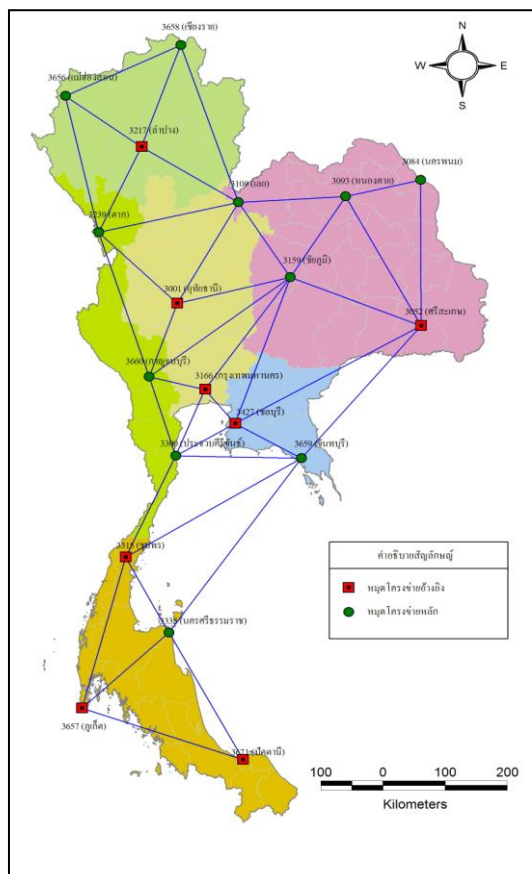 3658 (เชียงราย)
N
W E
S
3656 (แม่ฮ่องสอน)
3217 (ลำปาง)
3084 (นครพนม)
3109 (เลย)
3093 (หนองคาย)
3239 (ตาก)
3159 (ชัยภูมิ)
3001 (อุทัยธานี)
3052 (ศรีสะเกษ)
3660 (กาญจนบุรี)
3166 (กรุงเทพมหานคร)
3427 (ชลบุรี)
3300 (ประจวบคีรีขันธ์)
3659 (จันทบุรี)
3315 (ชุมพร)
คำอธิบายสัญลักษณ์
หมุดโครงข่ายอ้างอิง
หมุดโครงข่ายหลัก
(นครศรีธรรมราช)
3657 (ภูเก็ต)
(ปัตตานี)
100 0 100 200
Kilometers